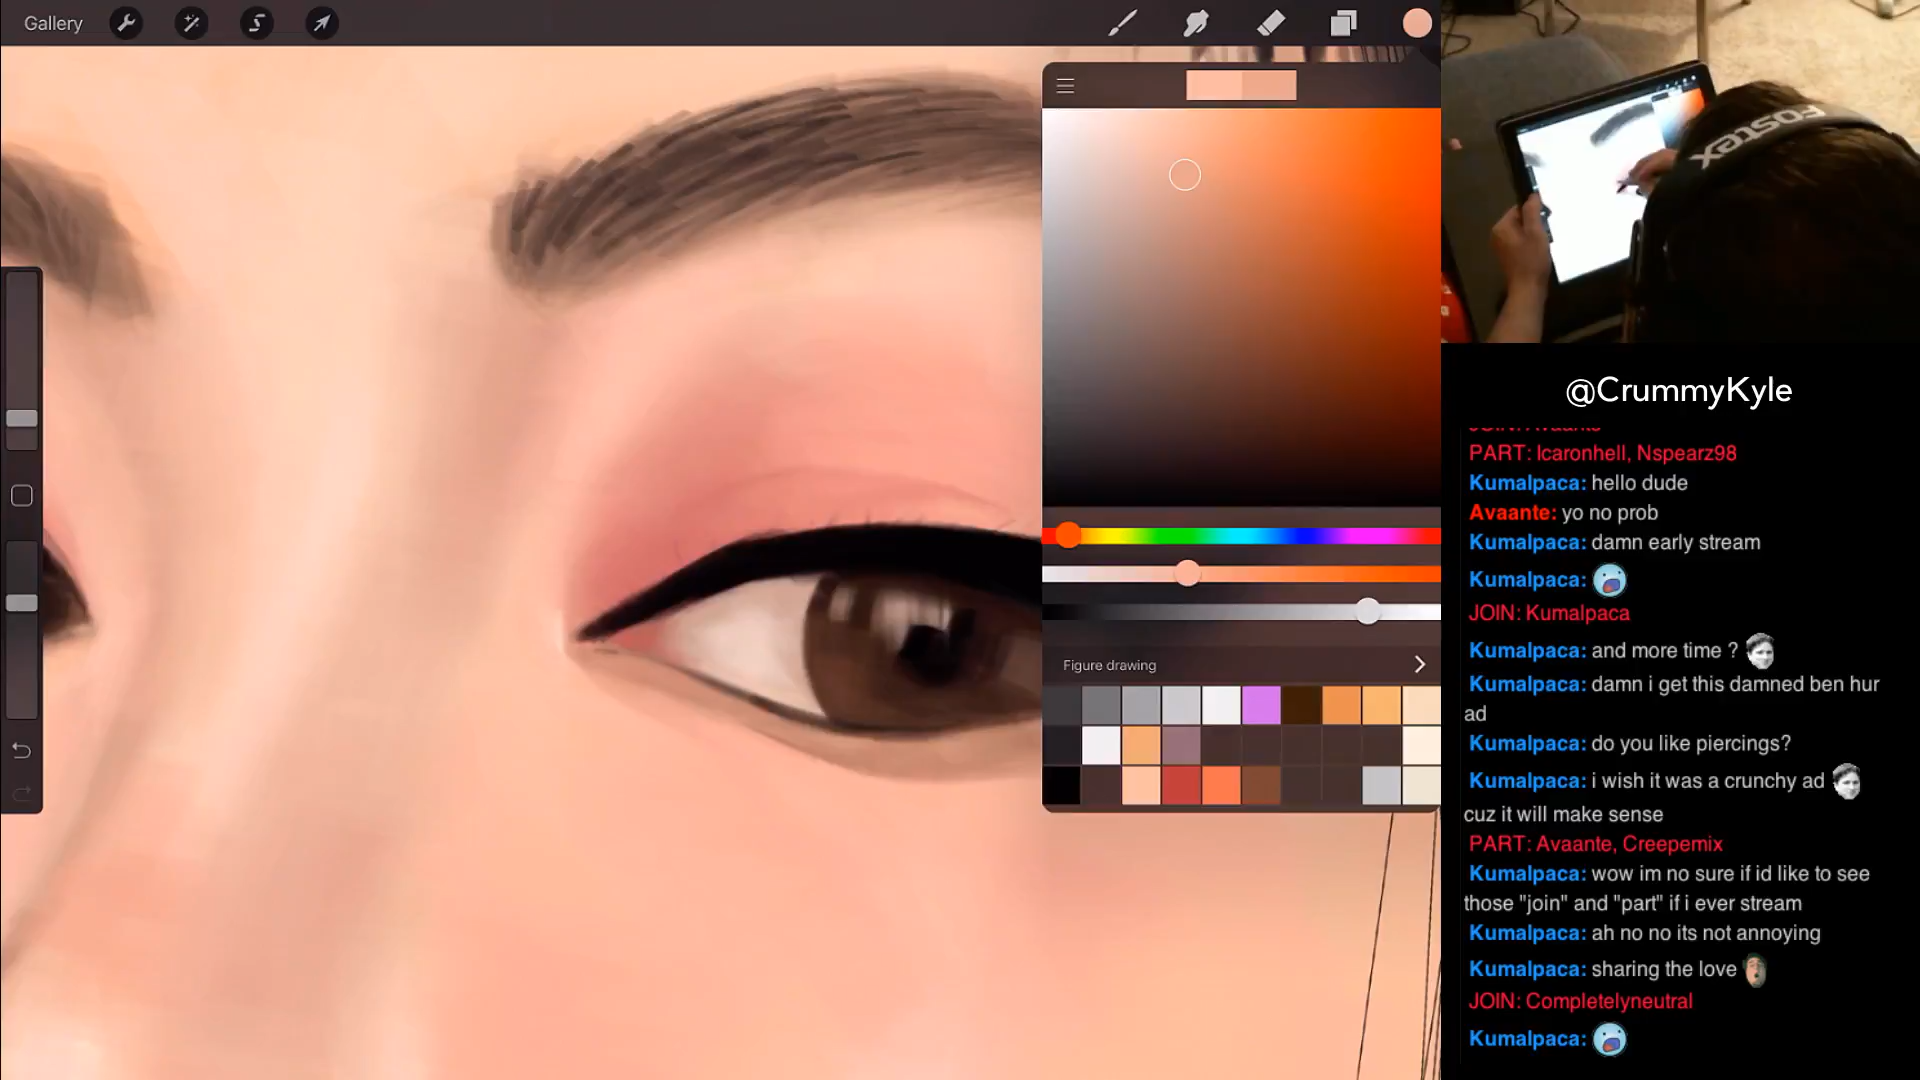 Gallery
FOSTEX
@CrummyKyle
PART: Icaronhell, Nspearz98
Kumalpaca: hello dude
Avaante: yo no prob
Kumalpaca: damn early stream
Kumalpaca:
JOIN: Kumalpaca
Kumalpaca: and more time ?
Kumalpaca: damn i get this damned ben hur
ad
Kumalpaca: do you like piercings?
Kumalpaca: i wish it was a crunchy ad
cuz it will make sense
PART: Avaante, Creepemix
Kumalpaca: wow im no sure if id like to see
those "join" and "part" if i ever stream
Kumalpaca: ah no no its not annoying
Kumalpaca: sharing the love
JOIN: Completelyneutral
Kumalpaca:
Figure drawing